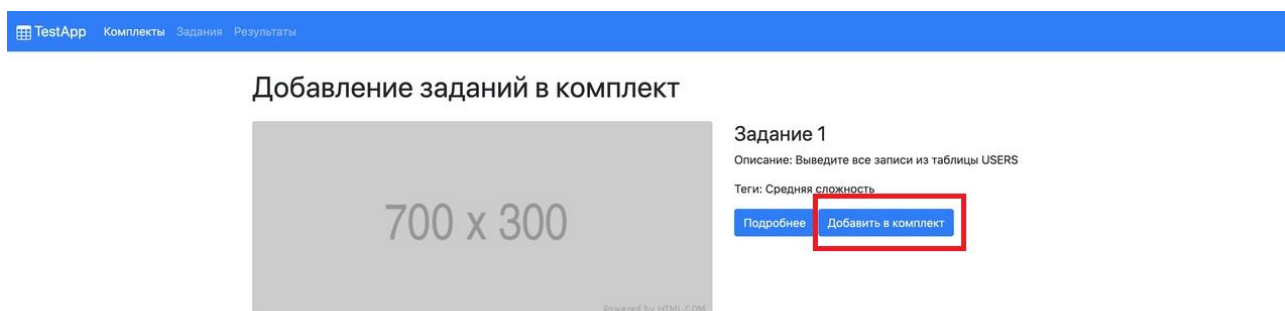 TestApp Комплекты Задания Результаты
Добавление заданий в комплект
700 x 300
Powered by HTML.COM
Задание 1
Описание: Выведите все записи из таблицы USERS
Теги: Средняя сложность
Подробнее Добавить в комплект